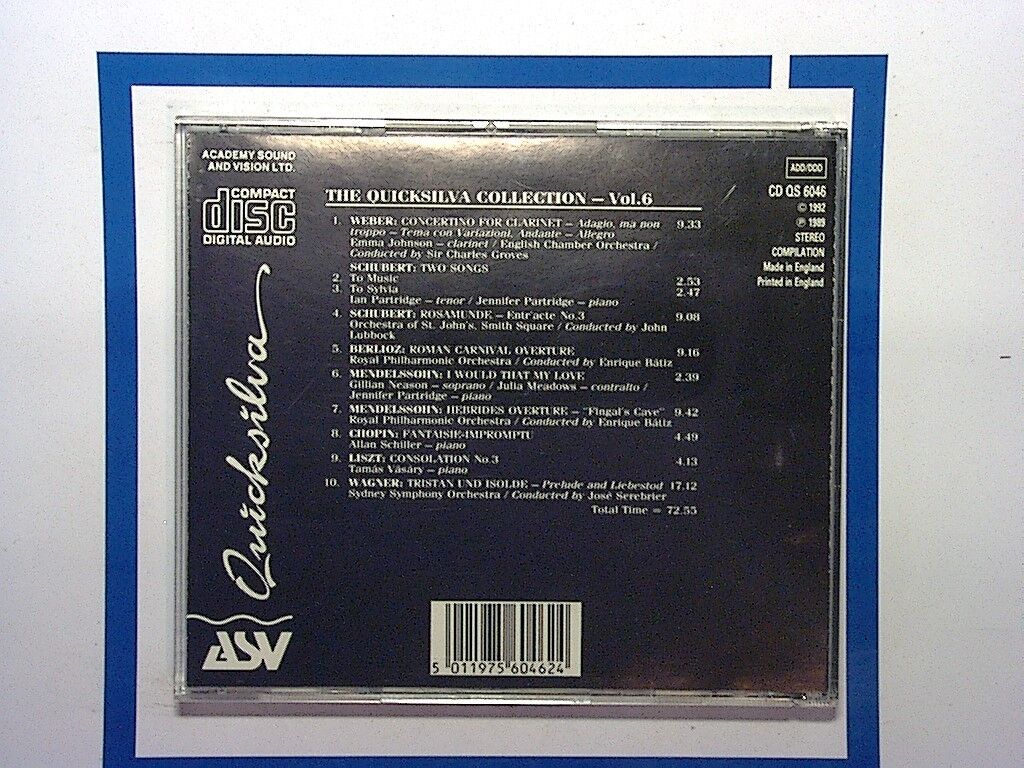 ACADEMY SOUND
AND VISION LTD.
COMPACT
disc
DIGITAL AUDIO
Quicksilva
ASV
THE QUICKSILVA COLLECTION – Vol.6
1. WEBER: CONCERTINO FOR CLARINET – Adagio, ma non 9.33
troppo – Tema con Variazioni, Andante – Allegro
Emma Johnson – clarinet / English Chamber Orchestra /
Conducted by Sir Charles Groves
SCHUBERT: TWO SONGS
2. To Music 2.53
3. To Sylvia 2.47
Ian Partridge – tenor / Jennifer Partridge – piano
4. SCHUBERT: ROSAMUNDE – Entr'acte No.3 9.08
Orchestra of St. John's, Smith Square / Conducted by John
Lubbock
5. BERLIOZ: ROMAN CARNIVAL OVERTURE 9.16
Royal Philharmonic Orchestra / Conducted by Enrique Bátiz
6. MENDELSSOHN: I WOULD THAT MY LOVE 2.39
Gillian Neason – soprano / Julia Meadows – contralto /
Jennifer Partridge – piano
7. MENDELSSOHN: HEBRIDES OVERTURE – "Fingal's Cave" 9.42
Royal Philharmonic Orchestra / Conducted by Enrique Bátiz
8. CHOPIN: FANTAISIE-IMPROMPTU 4.49
Allan Schiller – piano
9. LISZT: CONSOLATION No.3 4.13
Tamás Vásáry – piano
10. WAGNER: TRISTAN UND ISOLDE – Prelude and Liebestod 17.12
Sydney Symphony Orchestra / Conducted by José Serebrier
Total Time = 72.55
ADD/DDD
CD QS 6046
© 1992
℗ 1989
STEREO
COMPILATION
Made in England
Printed in England
5 011975 604624